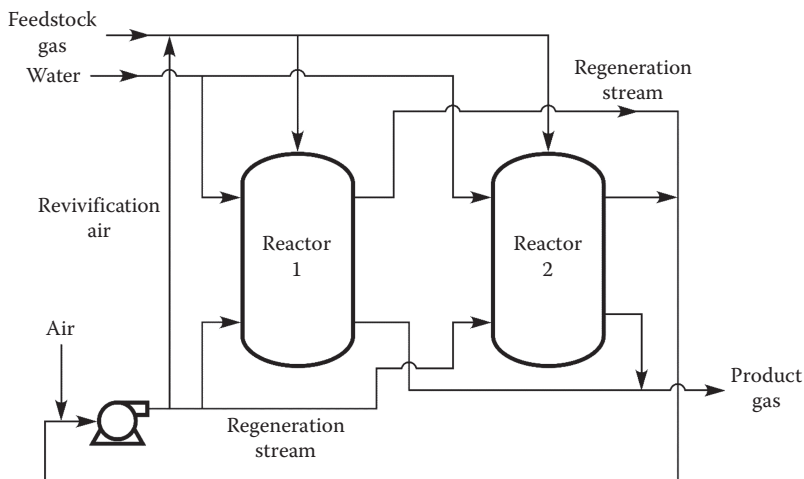 Feedstock
gas
Water
Regeneration
stream
Revivification
air
Reactor
1
Reactor
2
Air
Regeneration
stream
Product
gas